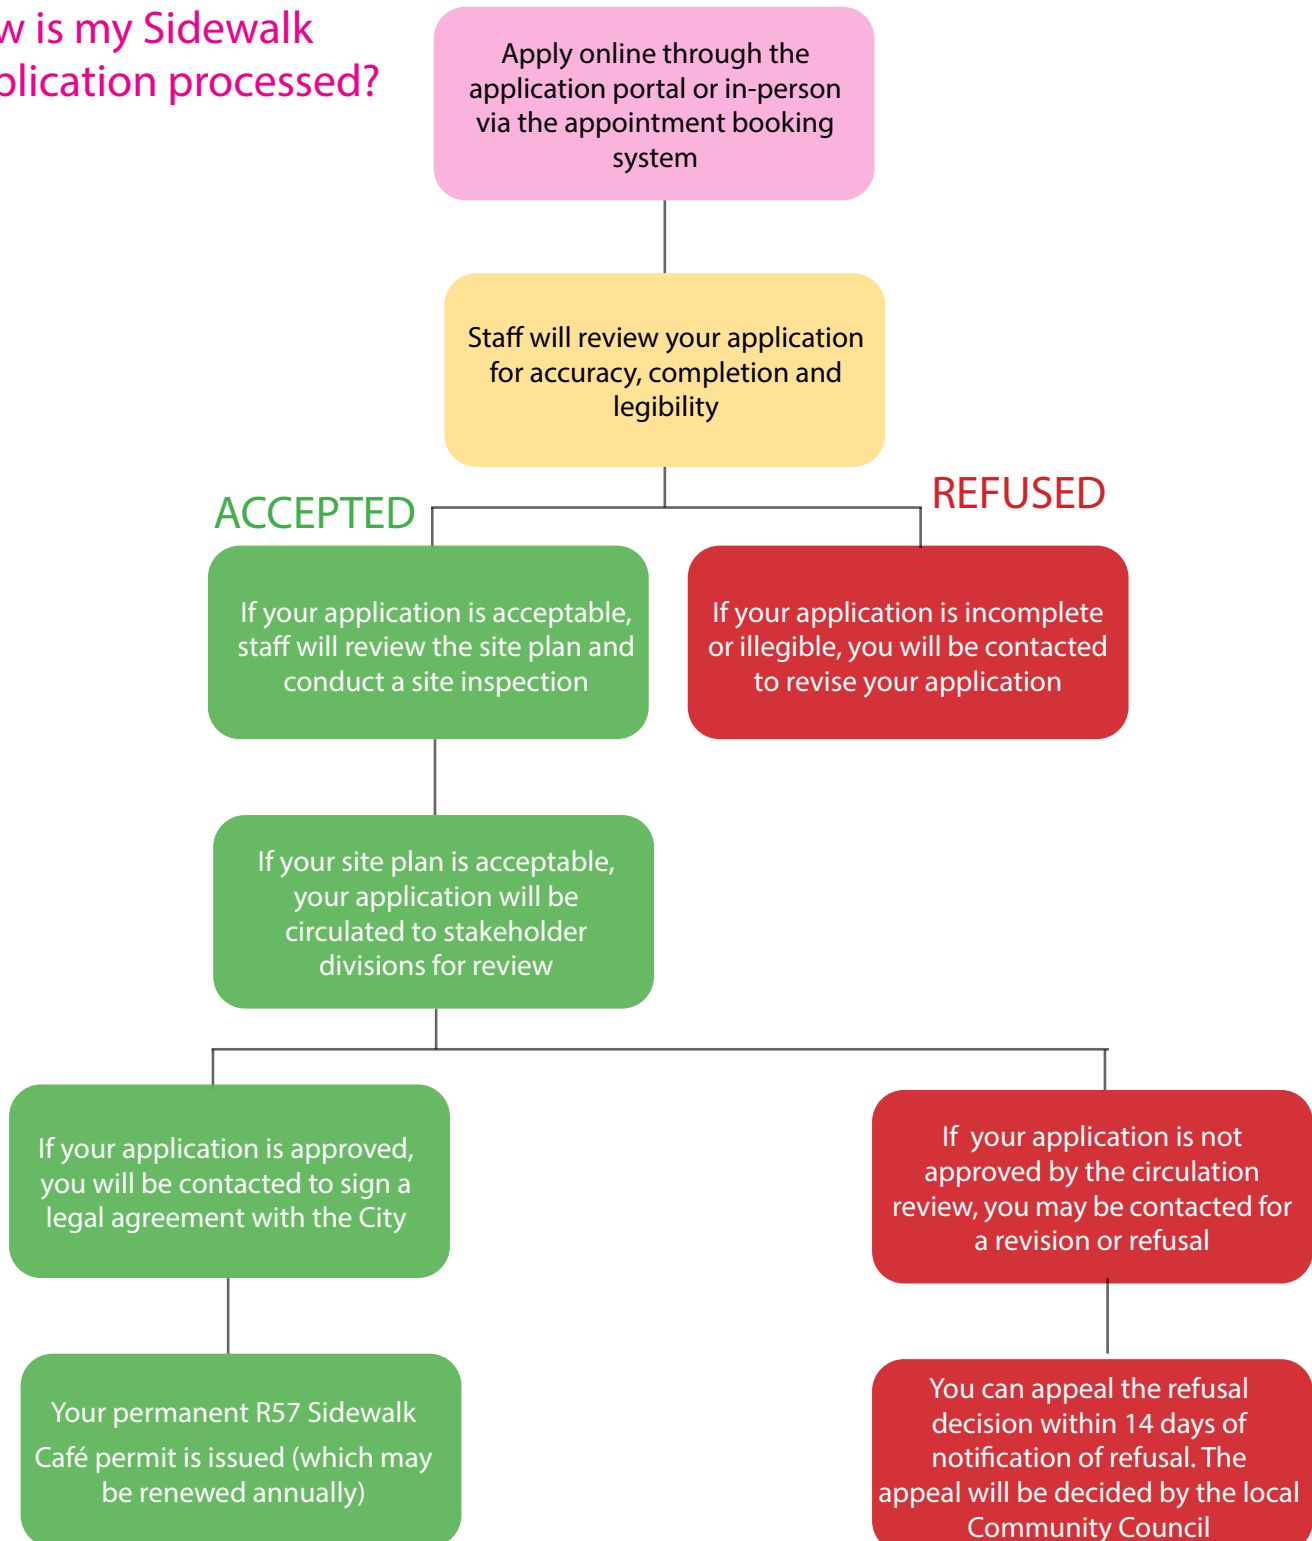 w is my Sidewalk
plication processed?
Apply online through the
application portal or in-person
via the appointment booking
system
Staff will review your application
for accuracy, completion and
legibility
ACCEPTED
REFUSED
If your application is acceptable,
staff will review the site plan and
conduct a site inspection
If your application is incomplete
or illegible, you will be contacted
to revise your application
If your site plan is acceptable,
your application will be
circulated to stakeholder
divisions for review
If your application is approved,
you will be contacted to sign a
legal agreement with the City
If your application is not
approved by the circulation
review, you may be contacted for
a revision or refusal
Your permanent R57 Sidewalk
Café permit is issued (which may
be renewed annually)
You can appeal the refusal
decision within 14 days of
notification of refusal. The
appeal will be decided by the local
Community Council